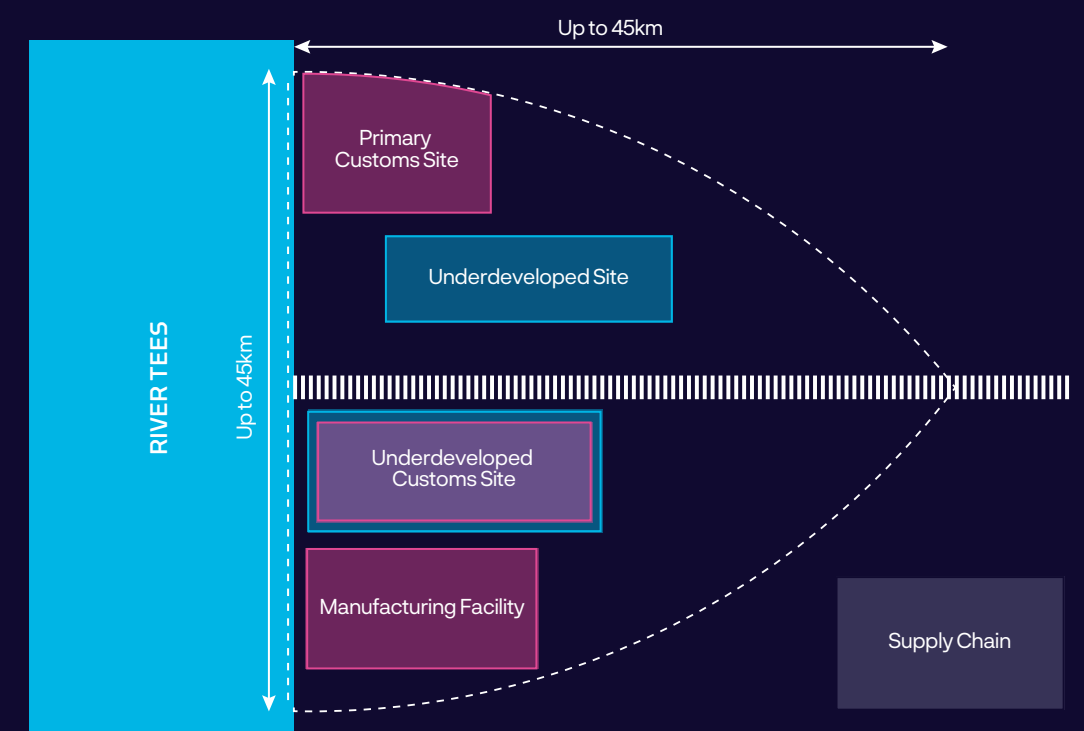 Up to 45km
Primary
Customs Site
Underdeveloped Site
RIVER TEES
Up to 45km
Underdeveloped
Customs Site
Manufacturing Facility
Supply Chain